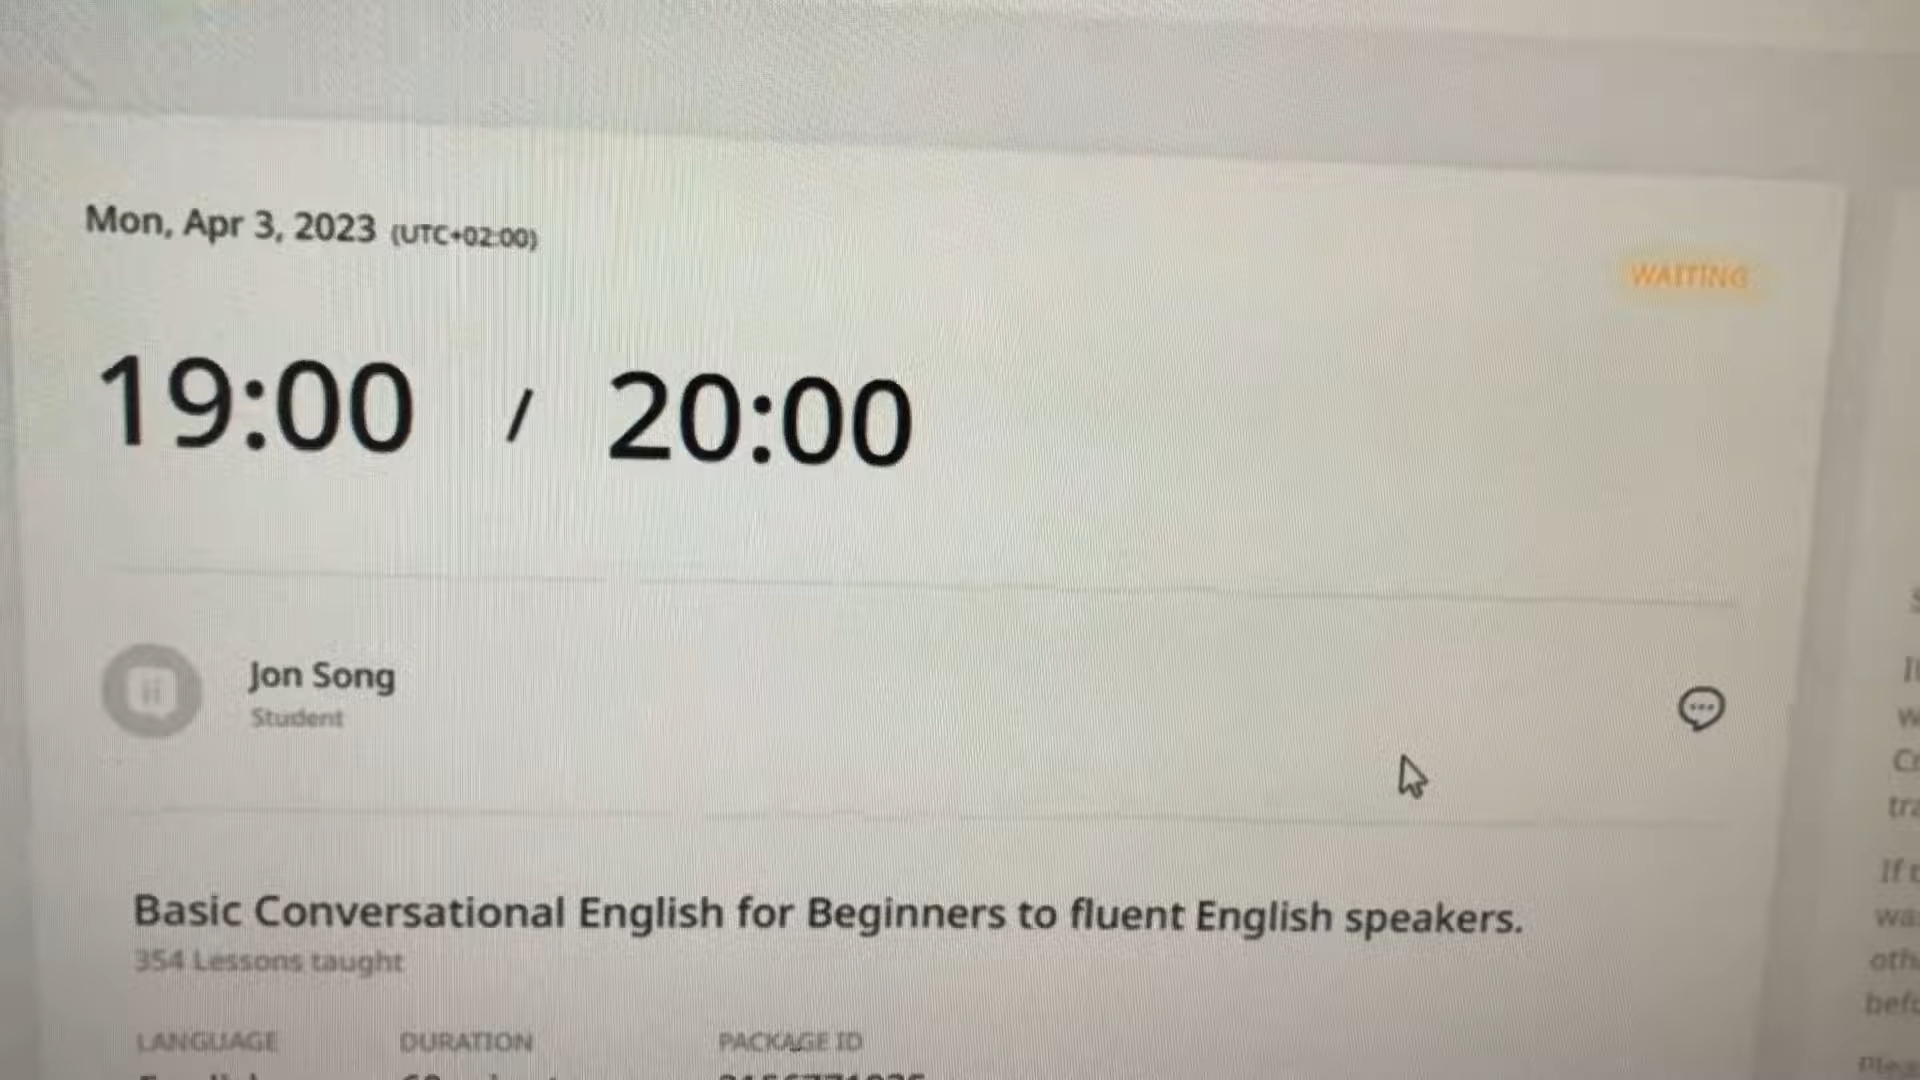 Mon, Apr 3, 2023 (UTC+02:00)
WAITING
19:00 / 20:00
Jon Song
Student
Basic Conversational English for Beginners to fluent English speakers.
354 Lessons taught
LANGUAGE DURATION PACKAGE ID